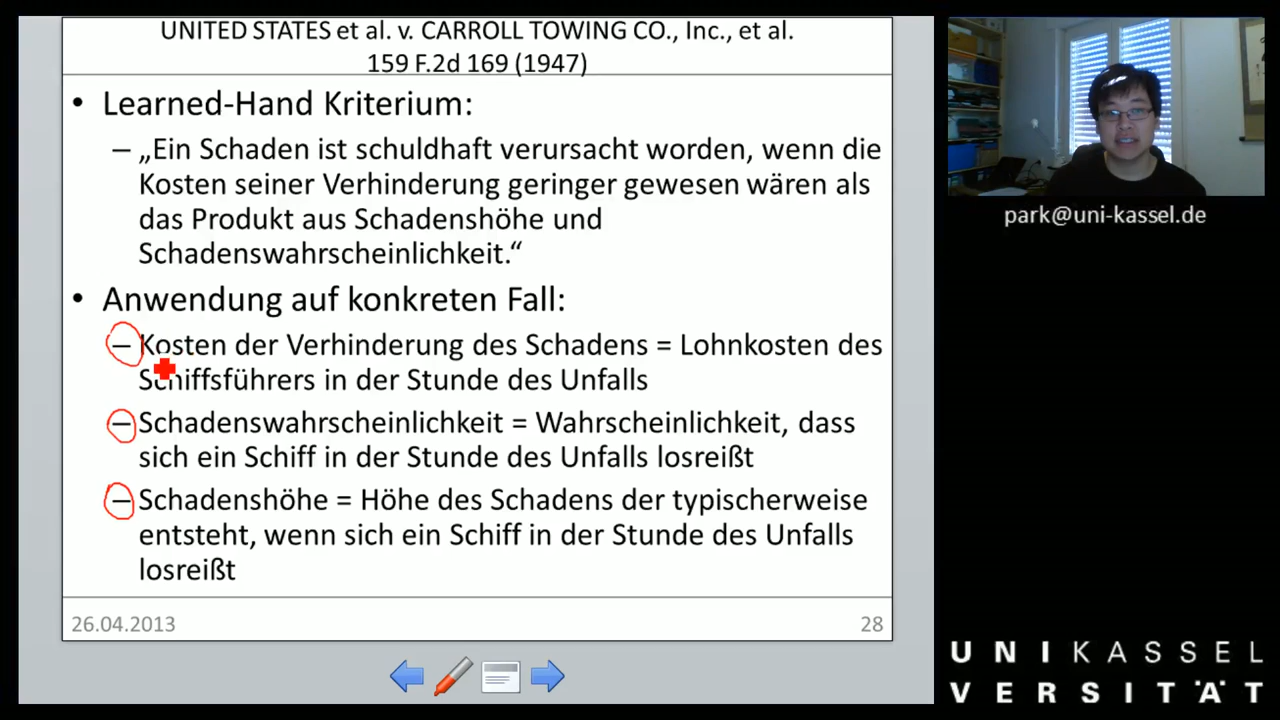 UNITED STATES et al. v. CARROLL TOWING CO., Inc., et al.
159 F.2d 169 (1947)
• Learned-Hand Kriterium:
– „Ein Schaden ist schuldhaft verursacht worden, wenn die
Kosten seiner Verhinderung geringer gewesen wären als
das Produkt aus Schadenshöhe und
Schadenswahrscheinlichkeit.“
• Anwendung auf konkreten Fall:
– Kosten der Verhinderung des Schadens = Lohnkosten des
Schiffsführers in der Stunde des Unfalls
– Schadenswahrscheinlichkeit = Wahrscheinlichkeit, dass
sich ein Schiff in der Stunde des Unfalls losreißt
– Schadenshöhe = Höhe des Schadens der typischerweise
entsteht, wenn sich ein Schiff in der Stunde des Unfalls
losreißt
26.04.2013
28
park@uni-kassel.de
UNIKASSEL
VERSITÄT